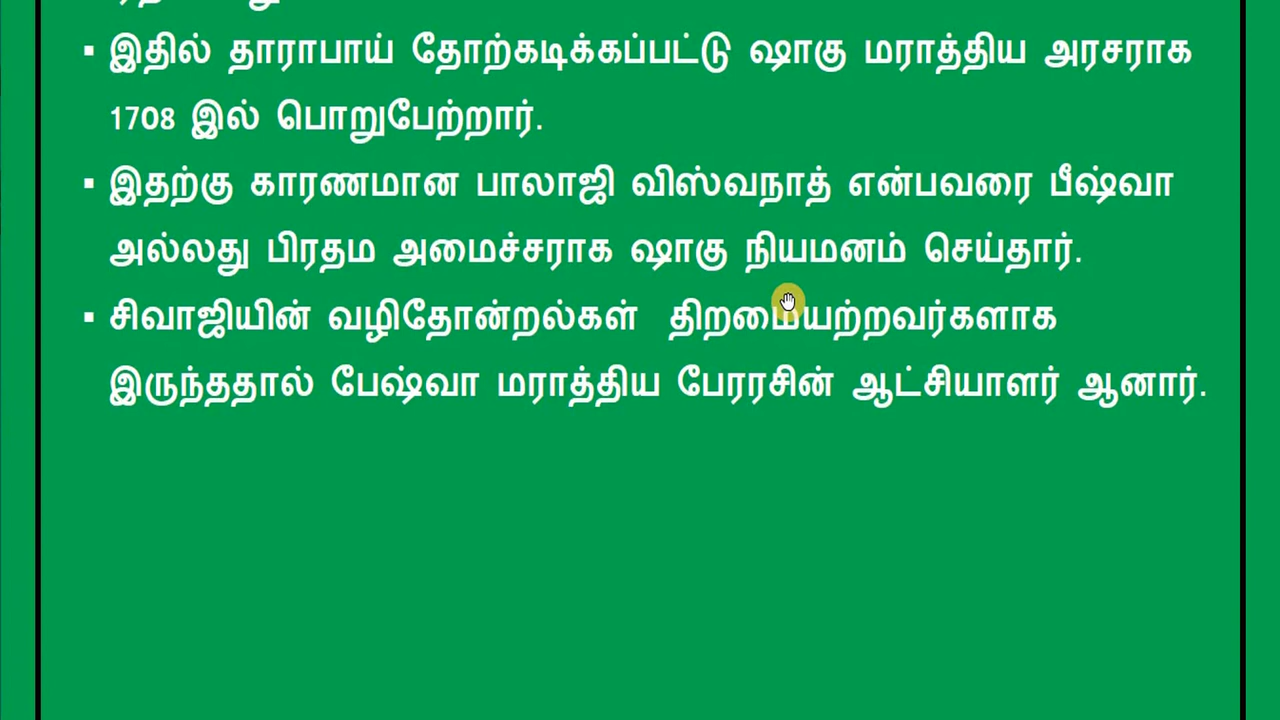 ▪ இதில் தாராபாய் தோற்கடிக்கப்பட்டு ஷாகு மராத்திய அரசராக
1708 இல் பொறுபேற்றார்.
▪ இதற்கு காரணமான பாலாஜி விஸ்வநாத் என்பவரை பீஷ்வா
அல்லது பிரதம அமைச்சராக ஷாகு நியமனம் செய்தார்.
▪ சிவாஜியின் வழிதோன்றல்கள் திறமையற்றவர்களாக
இருந்ததால் பேஷ்வா மராத்திய பேரரசின் ஆட்சியாளர் ஆனார்.